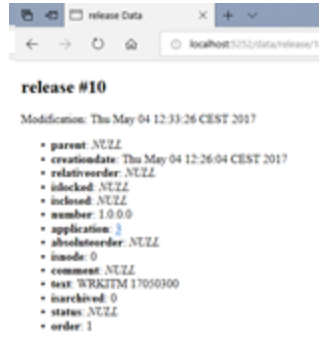 release Data
localhost:5252/data/release/1
release #10
Modification: Thu May 04 12:33:26 CEST 2017
parent: NULL
creationdate: Thu May 04 12:26:04 CEST 2017
relativeorder: NULL
islocked: NULL
isclosed: NULL
number: 1.0.0.0
application: 3
absoluteorder: NULL
isnode: 0
comment: NULL
text: WRKITM 17050300
isarchived: 0
status: NULL
order: 1